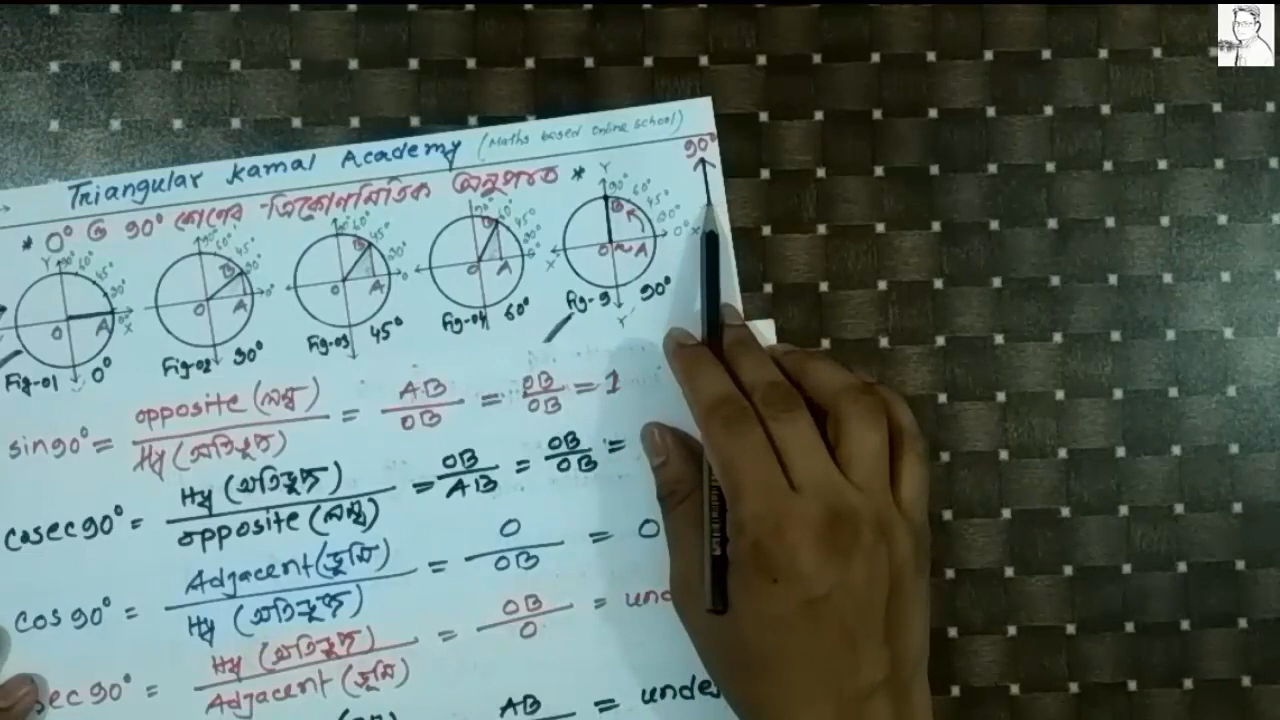 Triangular Kamal Academy (Maths based online school)
90°
* 0° ও 90° কোণের ত্রিকোণমিতিক অনুপাত *
Fig-01 0°
Fig-02 30°
Fig-03 45°
Fig-04 60°
Fig-5 90°
sin90° = opposite (লম্ব) / Hy (অতিভুজ) = AB / OB = OB / OB = 1
cosec90° = Hy (অতিভুজ) / opposite (লম্ব) = OB / AB = OB / OB =
cos90° = Adjacent (ভূমি) / Hy (অতিভুজ) = 0 / OB = 0
sec90° = Hy (অতিভুজ) / Adjacent (ভূমি) = OB / 0 = und
AB = unde